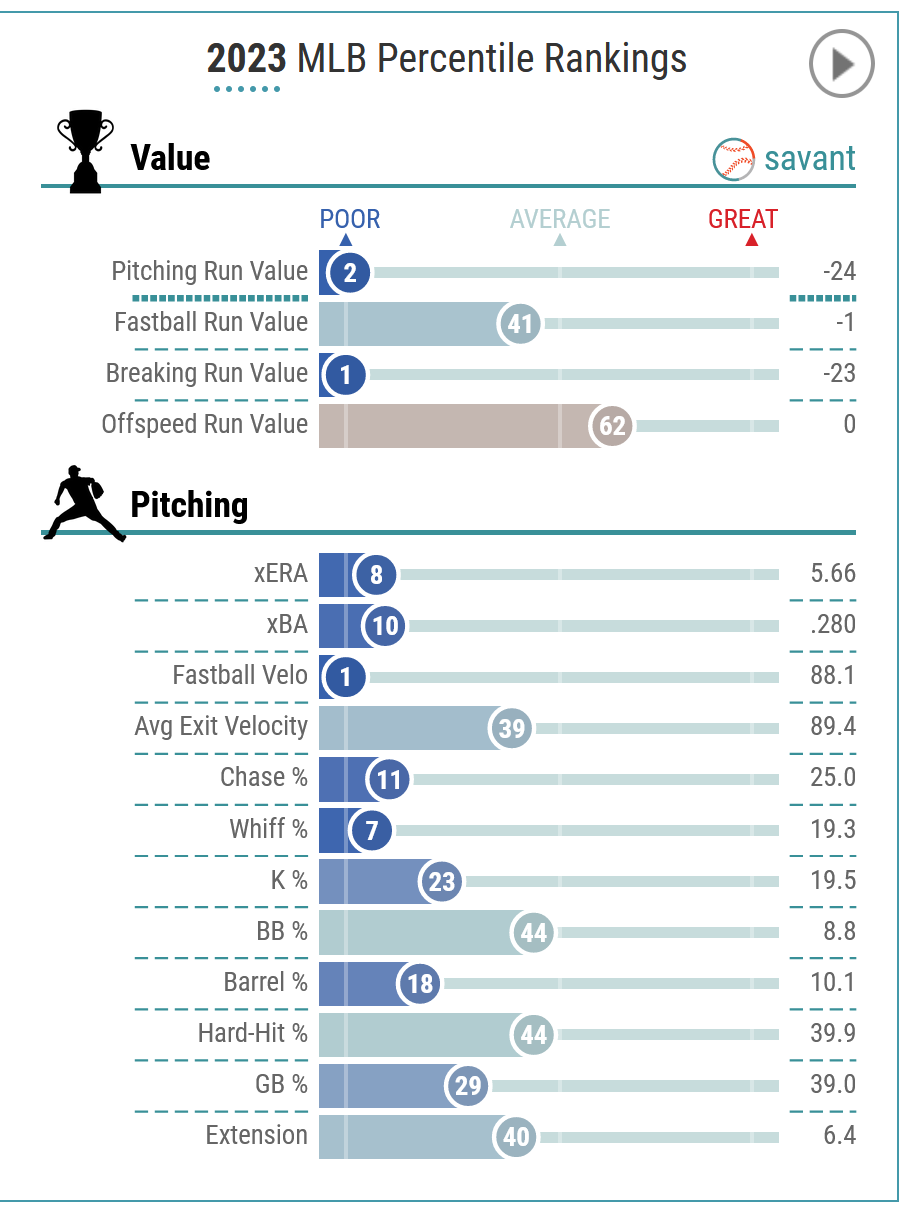 2023 MLB Percentile Rankings
Value
savant
POOR AVERAGE GREAT
Pitching Run Value 2 -24
Fastball Run Value 41 -1
Breaking Run Value 1 -23
Offspeed Run Value 62 0
Pitching
xERA 8 5.66
xBA 10 .280
Fastball Velo 1 88.1
Avg Exit Velocity 39 89.4
Chase % 11 25.0
Whiff % 7 19.3
K % 23 19.5
BB % 44 8.8
Barrel % 18 10.1
Hard-Hit % 44 39.9
GB % 29 39.0
Extension 40 6.4